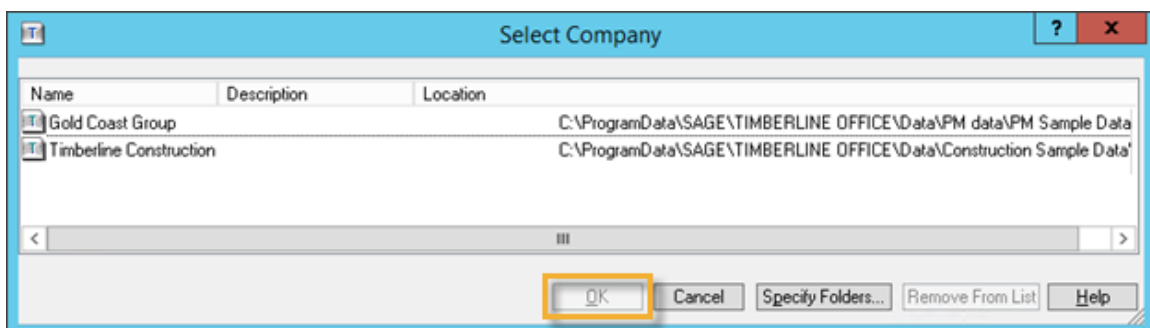 Select Company
? x
Name Description Location
Gold Coast Group C:\ProgramData\SAGE\TIMBERLINE OFFICE\Data\PM data\PM Sample Data
Timberline Construction C:\ProgramData\SAGE\TIMBERLINE OFFICE\Data\Construction Sample Data
OK Cancel Specify Folders... Remove From List Help